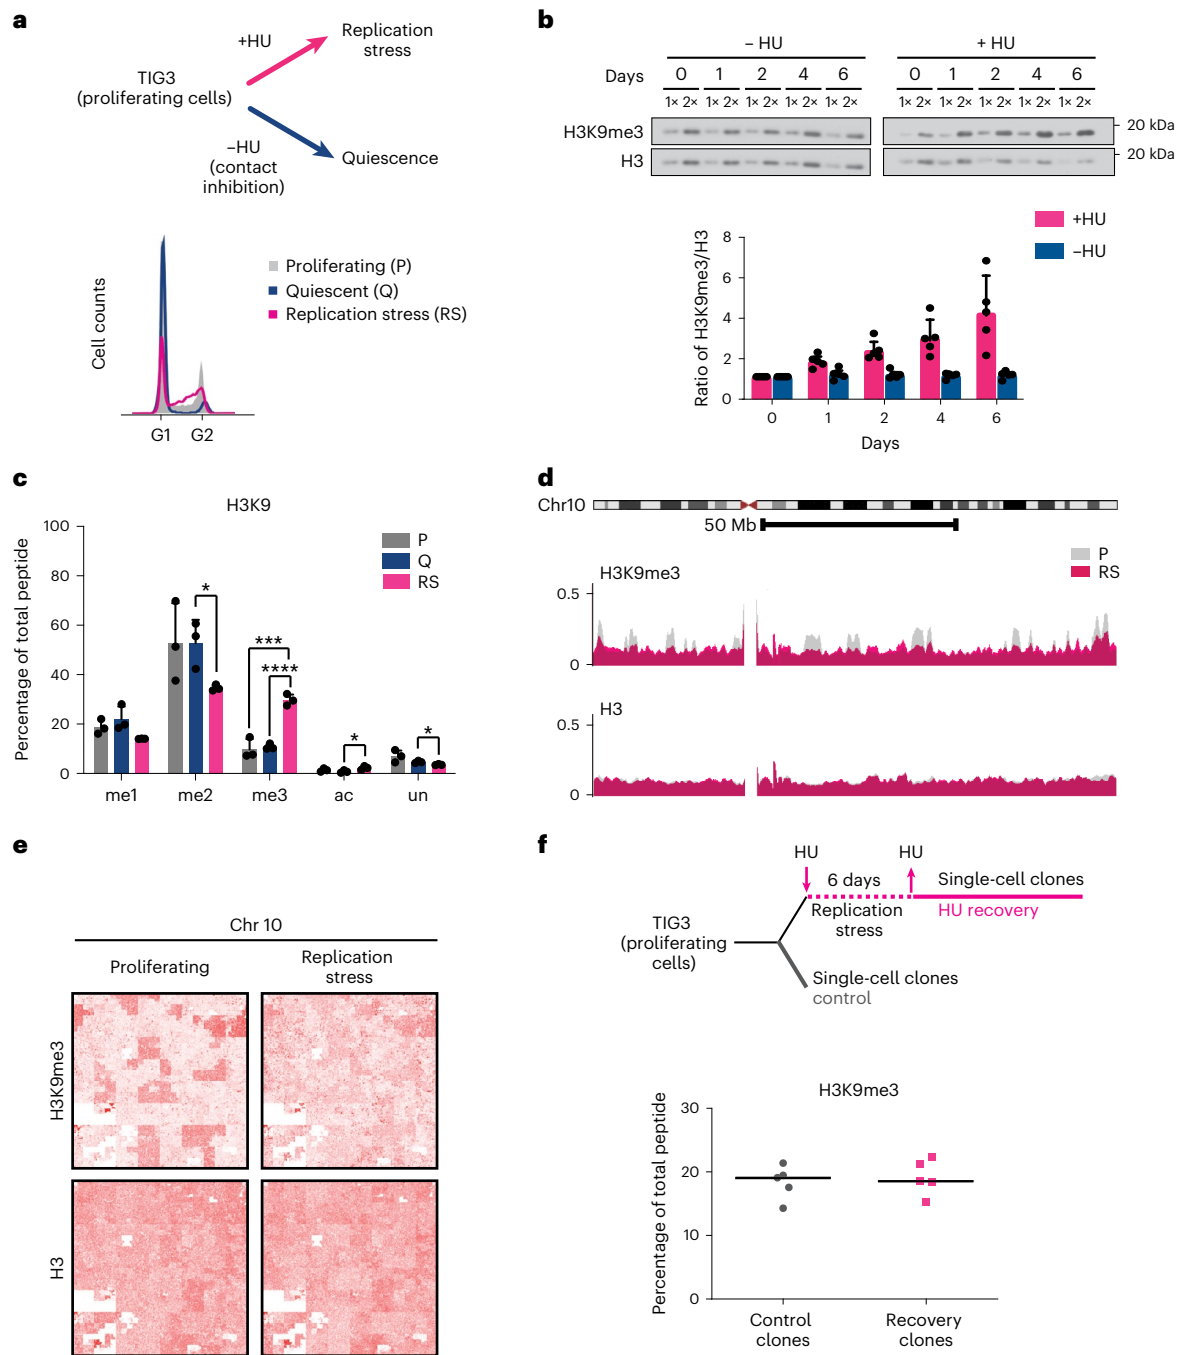 a
+HU
Replication
stress
TIG3
(proliferating cells)
–HU
(contact
inhibition)
Quiescence
Cell counts
Proliferating (P)
Quiescent (Q)
Replication stress (RS)
G1 G2
b
– HU + HU
Days 0 1 2 4 6 0 1 2 4 6
1× 2× 1× 2× 1× 2× 1× 2× 1× 2× 1× 2× 1× 2× 1× 2× 1× 2× 1× 2×
H3K9me3 20 kDa
H3 20 kDa
+HU
–HU
Ratio of H3K9me3/H3
8
6
4
2
0
0 1 2 4 6
Days
c
H3K9
Percentage of total peptide
100
80
60
40
20
0
P
Q
RS
*
***
****
*
*
me1 me2 me3 ac un
d
Chr10
50 Mb
P
RS
H3K9me3
0.5
0
H3
0.5
0
e
Chr 10
Proliferating
Replication
stress
H3K9me3
H3
f
HU HU
6 days
Single-cell clones
Replication
stress
HU recovery
TIG3
(proliferating
cells)
Single-cell clones
control
H3K9me3
Percentage of total peptide
30
20
10
0
Control
clones
Recovery
clones